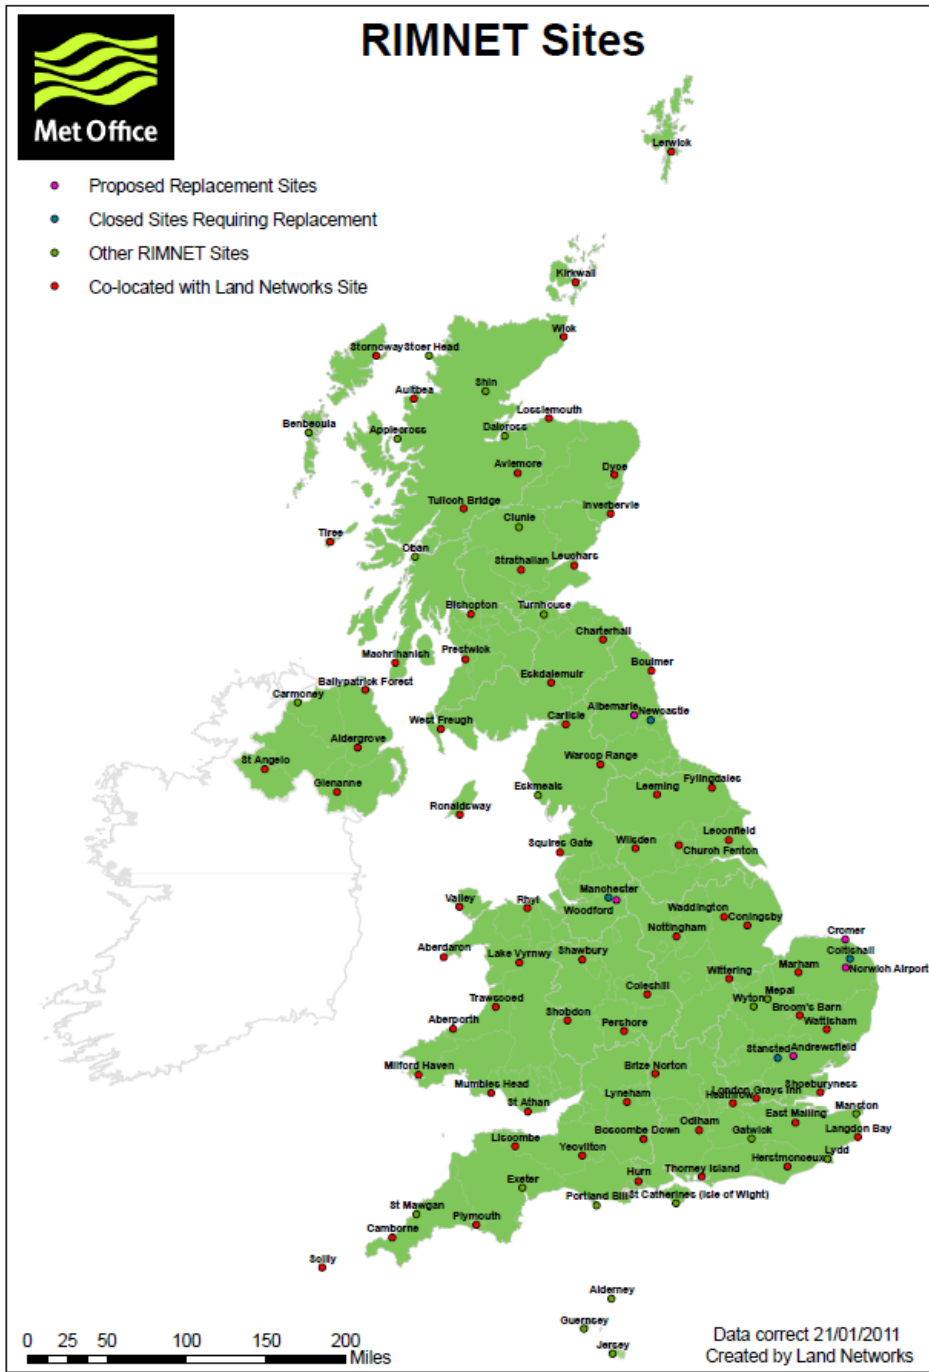 RIMNET Sites
Met Office
Proposed Replacement Sites
Closed Sites Requiring Replacement
Other RIMNET Sites
Co-located with Land Networks Site
Lerwick
Kirkwall
Wick
Stornoway
Stoer Head
Shin
Aultbea
Lossiemouth
Benbecula
Applecross
Dalcross
Aviemore
Dyce
Tulloch Bridge
Inverbervie
Clunie
Tiree
Oban
Strathallan
Leuchars
Bishopton
Turnhouse
Charterhall
Machrihanish
Prestwick
Boulmer
Eskdalemuir
Ballypatrick Forest
Carmoney
Albemarle
Newcastle
West Freugh
Carlisle
Aldergrove
St Angelo
Warcop Range
Glenanne
Eskmeals
Leeming
Fylingdales
Ronaldsway
Squires Gate
Wilsden
Leconfield
Church Fenton
Manchester
Woodford
Valley
Rhyl
Waddington
Coningsby
Nottingham
Cromer
Coltishall
Norwich Airport
Aberdaron
Lake Vyrnwy
Shawbury
Wittering
Marham
Coleshill
Mepal
Wyton
Trawscoed
Broom's Barn
Aberporth
Shobdon
Pershore
Wattisham
Stansted
Andrewsfield
Milford Haven
Brize Norton
Mumbles Head
London Grays Inn
Shoeburyness
St Athan
Lyneham
Heathrow
East Malling
Manston
Odiham
Gatwick
Langdon Bay
Liscombe
Boscombe Down
Yeovilton
Lydd
Herstmonceux
Hurn
Thorney Island
Exeter
Portland Bill
St Catherines (Isle of Wight)
St Mawgan
Plymouth
Camborne
Scilly
Alderney
Guernsey
Jersey
0 25 50 100 150 200
Miles
Data correct 21/01/2011
Created by Land Networks